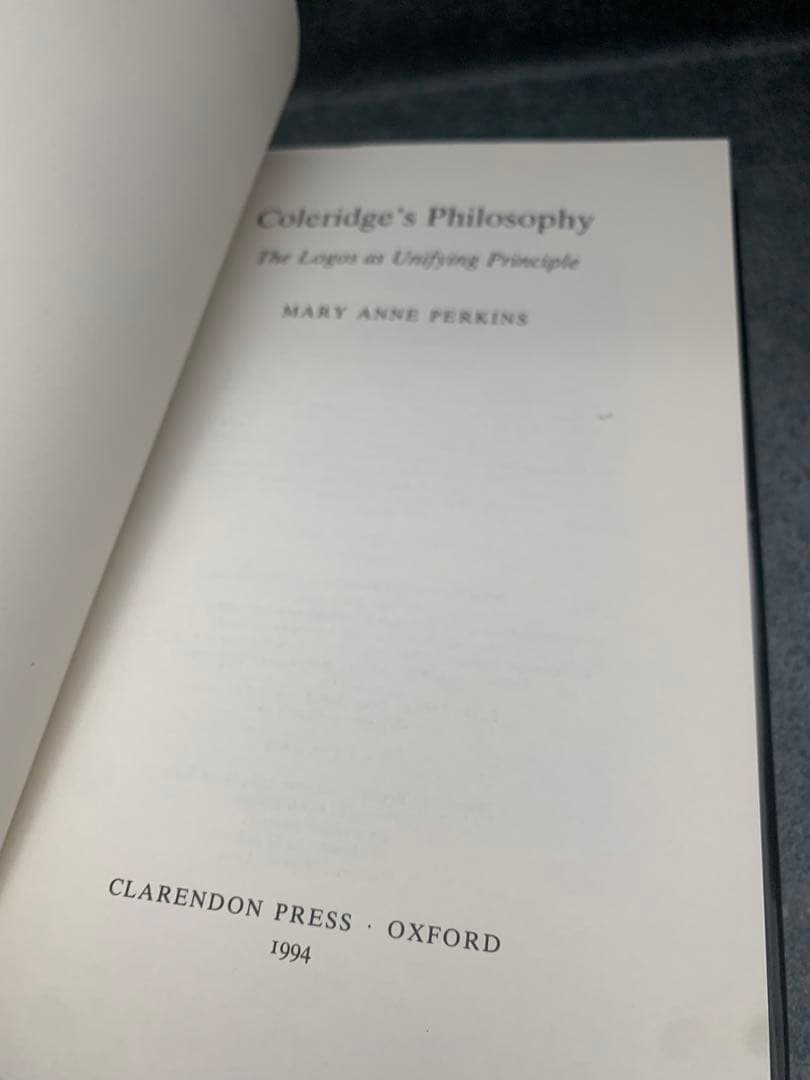 Coleridge's Philosophy
The Logos as Unifying Principle
MARY ANNE PERKINS
CLARENDON PRESS · OXFORD
1994